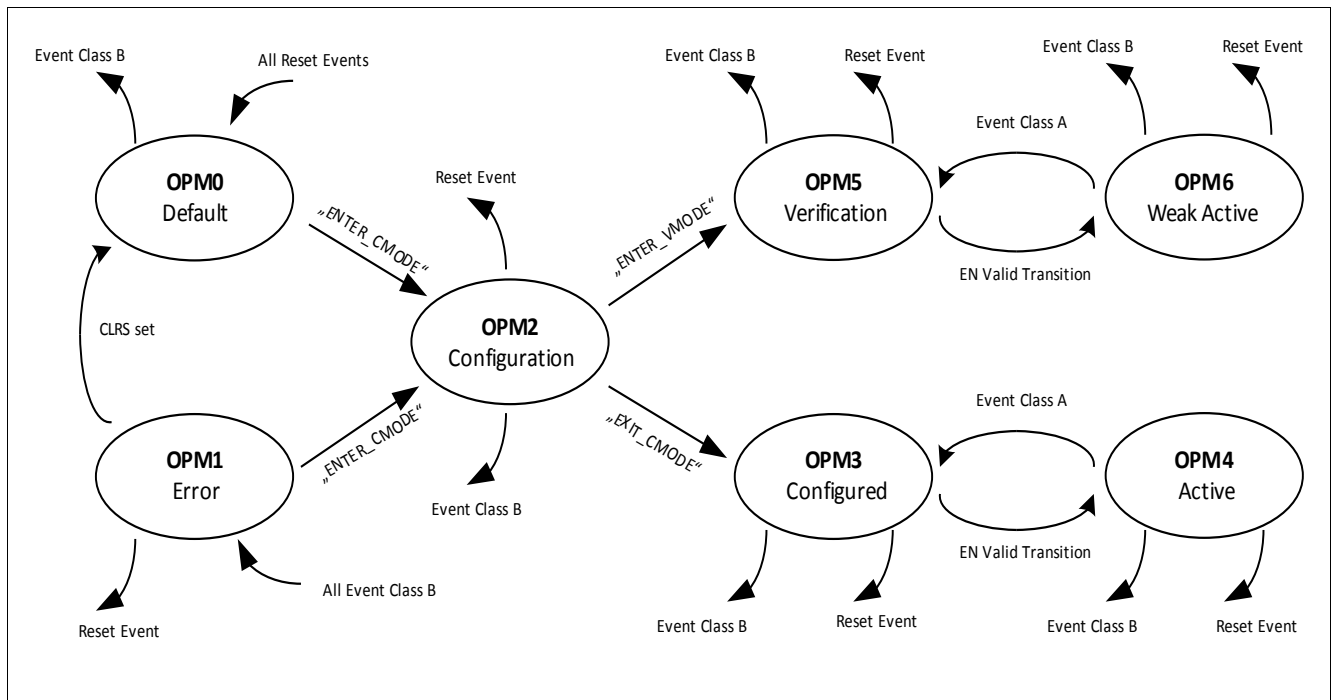 Event Class B
All Reset Events
Event Class B
Reset Event
Event Class B
Reset Event
Event Class A
OPM0
Default
Reset Event
OPM5
Verification
OPM6
Weak Active
„ENTER_CMODE“
„ENTER_VMODE“
EN Valid Transition
CLRS set
OPM2
Configuration
Event Class A
„ENTER_CMODE“
„EXIT_CMODE“
OPM1
Error
OPM3
Configured
OPM4
Active
Event Class B
EN Valid Transition
All Event Class B
Reset Event
Event Class B
Reset Event
Event Class B
Reset Event